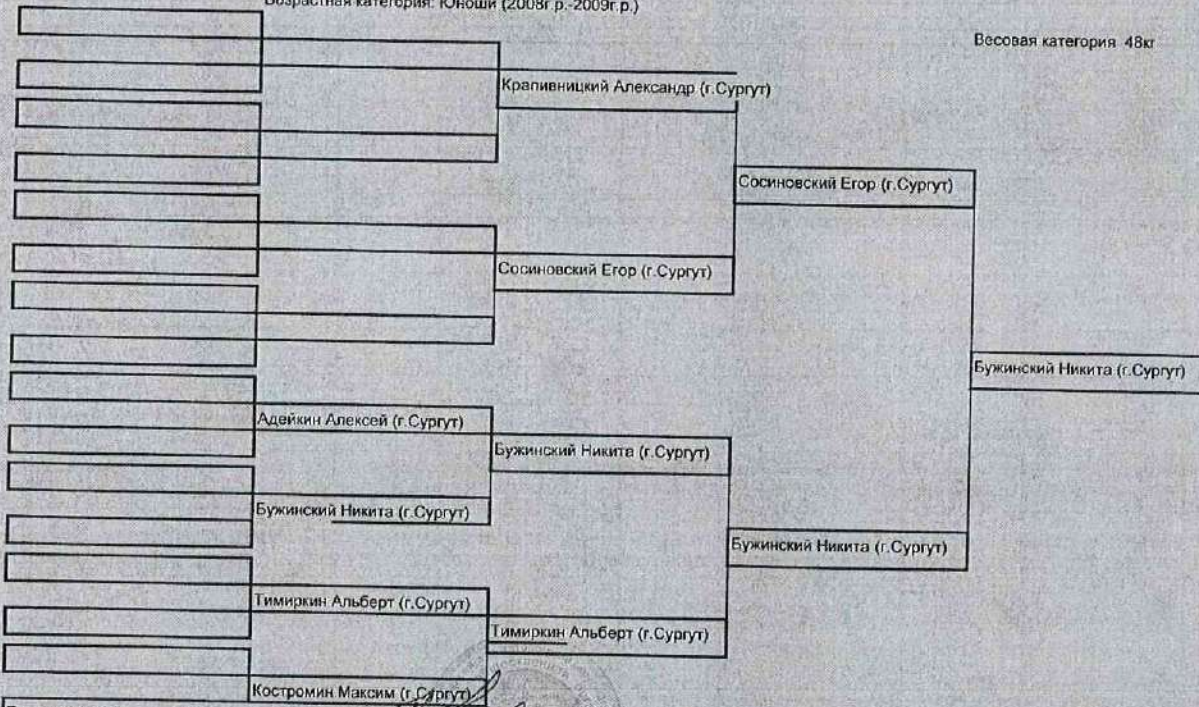 Возрастная категория: Юноши (2008г.р.-2009г.р.)
Весовая категория 48кг
Крапивницкий Александр (г.Сургут)
Сосиновский Егор (г.Сургут)
Сосиновский Егор (г.Сургут)
Бужинский Никита (г.Сургут)
Адейкин Алексей (г.Сургут)
Бужинский Никита (г.Сургут)
Бужинский Никита (г.Сургут)
Бужинский Никита (г.Сургут)
Тимиркин Альберт (г.Сургут)
Тимиркин Альберт (г.Сургут)
Костромин Максим (г.Сургут)